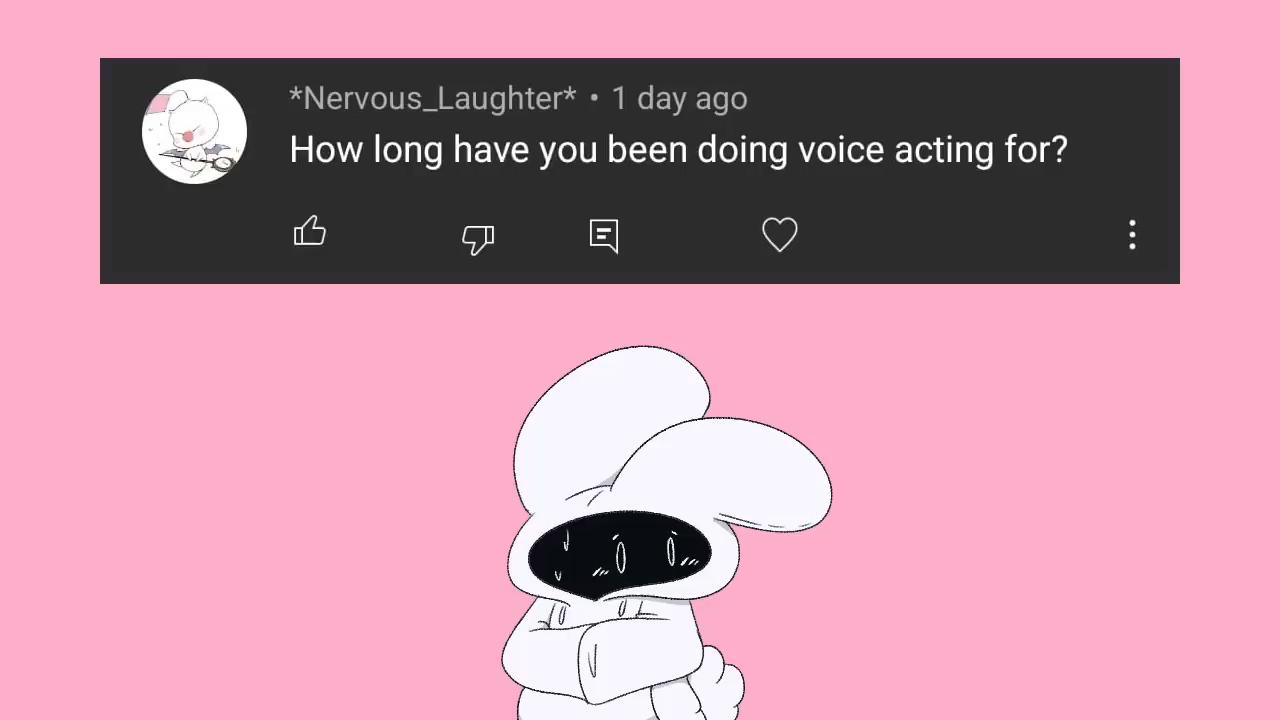 *Nervous_Laughter* • 1 day ago
How long have you been doing voice acting for?